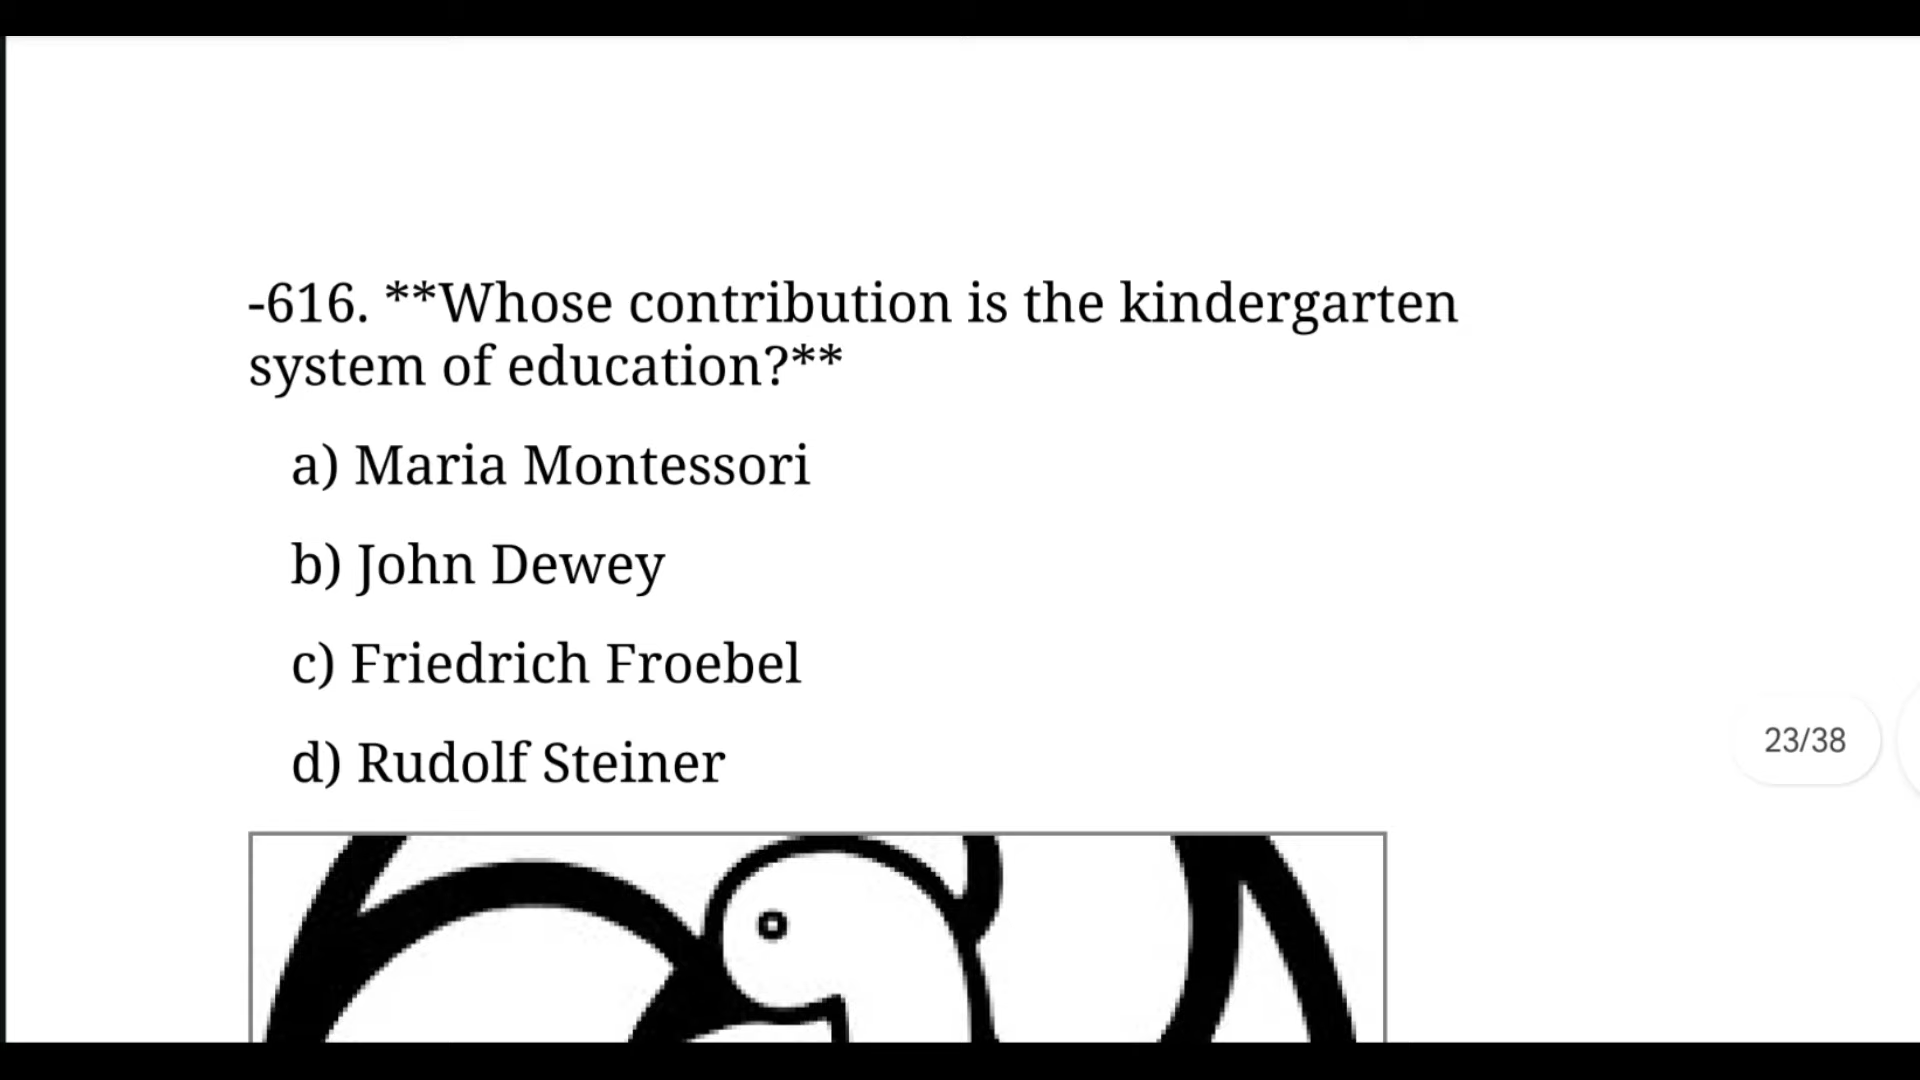 -616. **Whose contribution is the kindergarten
system of education?**
a) Maria Montessori
b) John Dewey
c) Friedrich Froebel
d) Rudolf Steiner
23/38